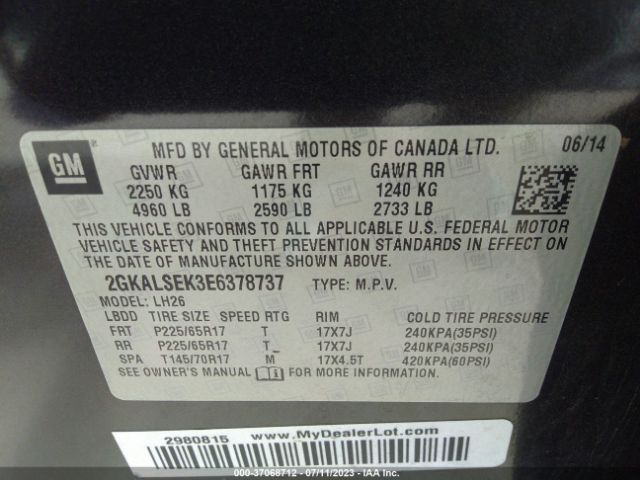 GM
MFD BY GENERAL MOTORS OF CANADA LTD. 06/14
GVWR GAWR FRT GAWR RR
2250 KG 1175 KG 1240 KG
4960 LB 2590 LB 2733 LB
THIS VEHICLE CONFORMS TO ALL APPLICABLE U.S. FEDERAL MOTOR
VEHICLE SAFETY AND THEFT PREVENTION STANDARDS IN EFFECT ON
THE DATE OF MANUFACTURE SHOWN ABOVE.
2GKALSEK3E6378737 TYPE: M.P.V.
MODEL: LH26
LBDD TIRE SIZE SPEED RTG RIM COLD TIRE PRESSURE
FRT P225/65R17 T 17X7J 240KPA(35PSI)
RR P225/65R17 T_ 17X7J 240KPA(35PSI)
SPA T145/70R17 M 17X4.5T 420KPA(60PSI)
SEE OWNER'S MANUAL FOR MORE INFORMATION
2980815 www.MyDealerLot.com
000-37068712 - 07/11/2023 - IAA Inc.